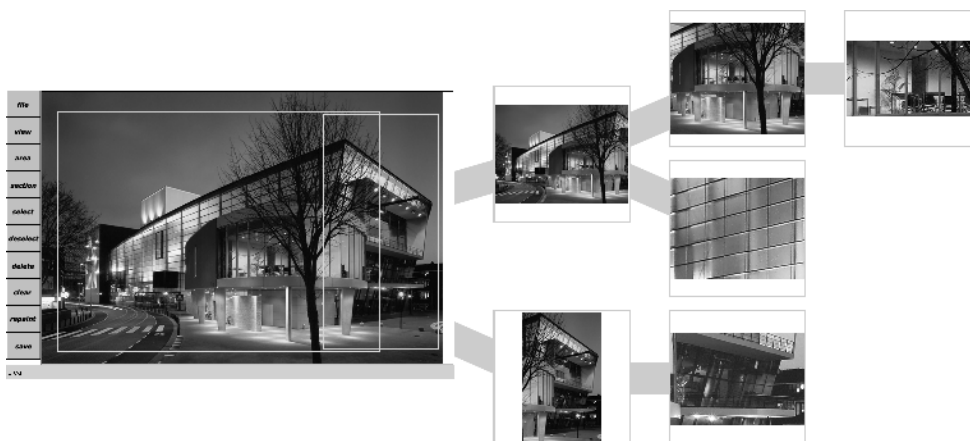 file
view
area
section
select
deselect
delete
clear
repaint
save